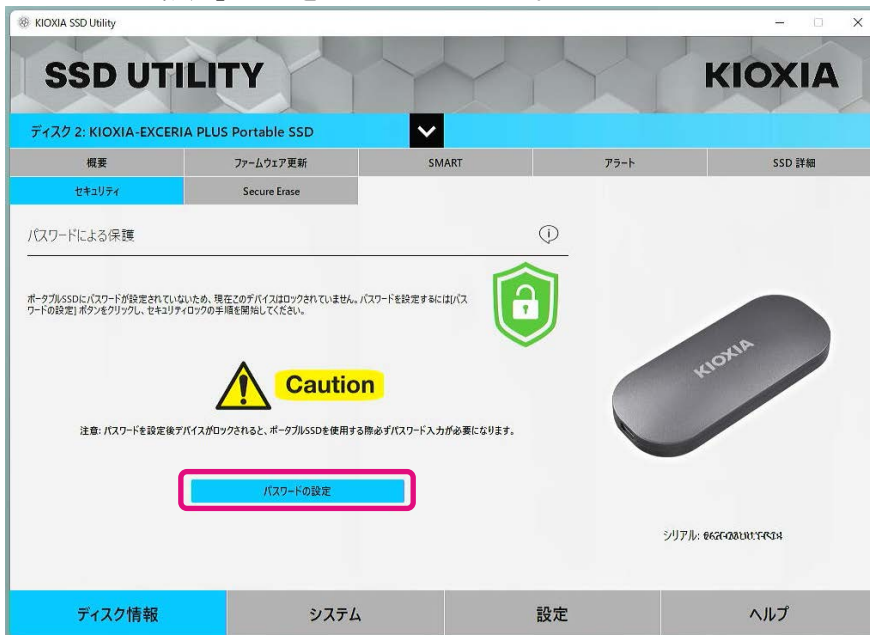 KIOXIA SSD Utility
SSD UTILITY
KIOXIA
ディスク 2: KIOXIA-EXCERIA PLUS Portable SSD
概要 ファームウェア更新 SMART アラート SSD 詳細
セキュリティ Secure Erase
パスワードによる保護
ポータブルSSDにパスワードが設定されていないため、現在このデバイスはロックされていません。パスワードを設定するには[パス
ワードの設定] ボタンをクリックし、セキュリティロックの手順を開始してください。
KIOXIA
Caution
注意: パスワードを設定後デバイスがロックされると、ポータブルSSDを使用する際必ずパスワード入力が必要になります。
パスワードの設定
シリアル:
ディスク情報 システム 設定 ヘルプ